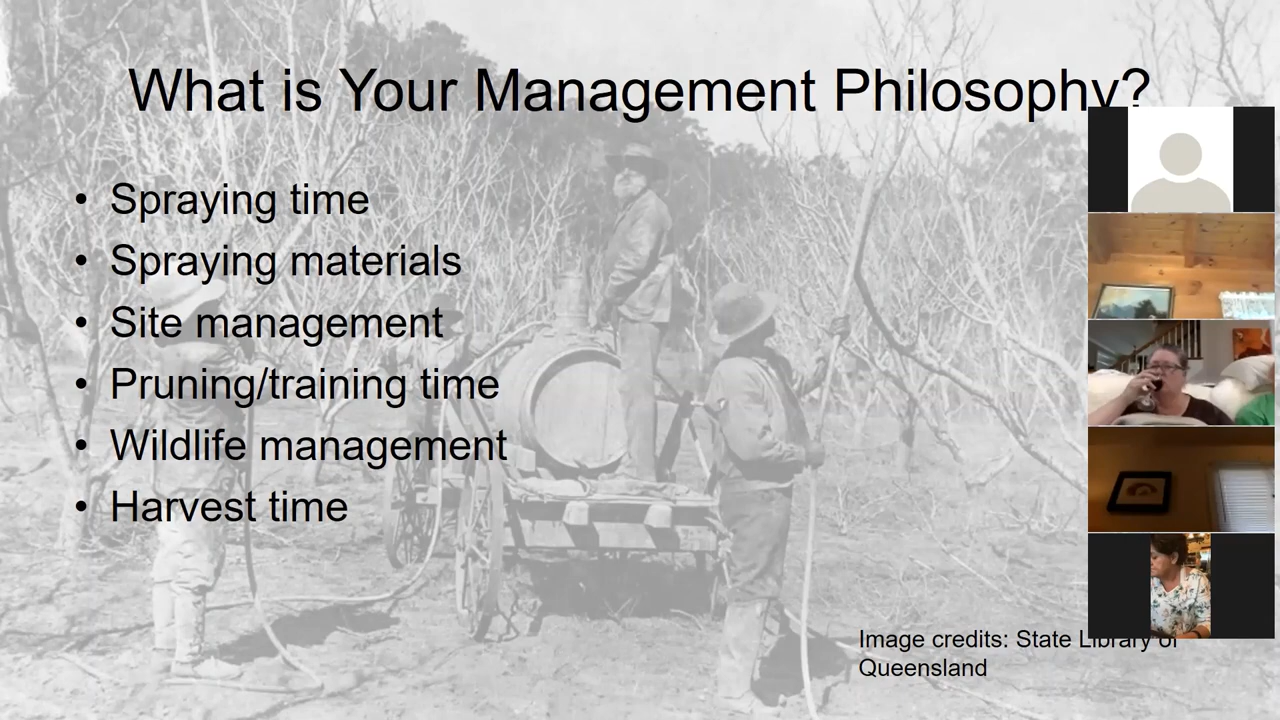 What is Your Management Philosophy?
• Spraying time
• Spraying materials
• Site management
• Pruning/training time
• Wildlife management
• Harvest time
Image credits: State Library of
Queensland